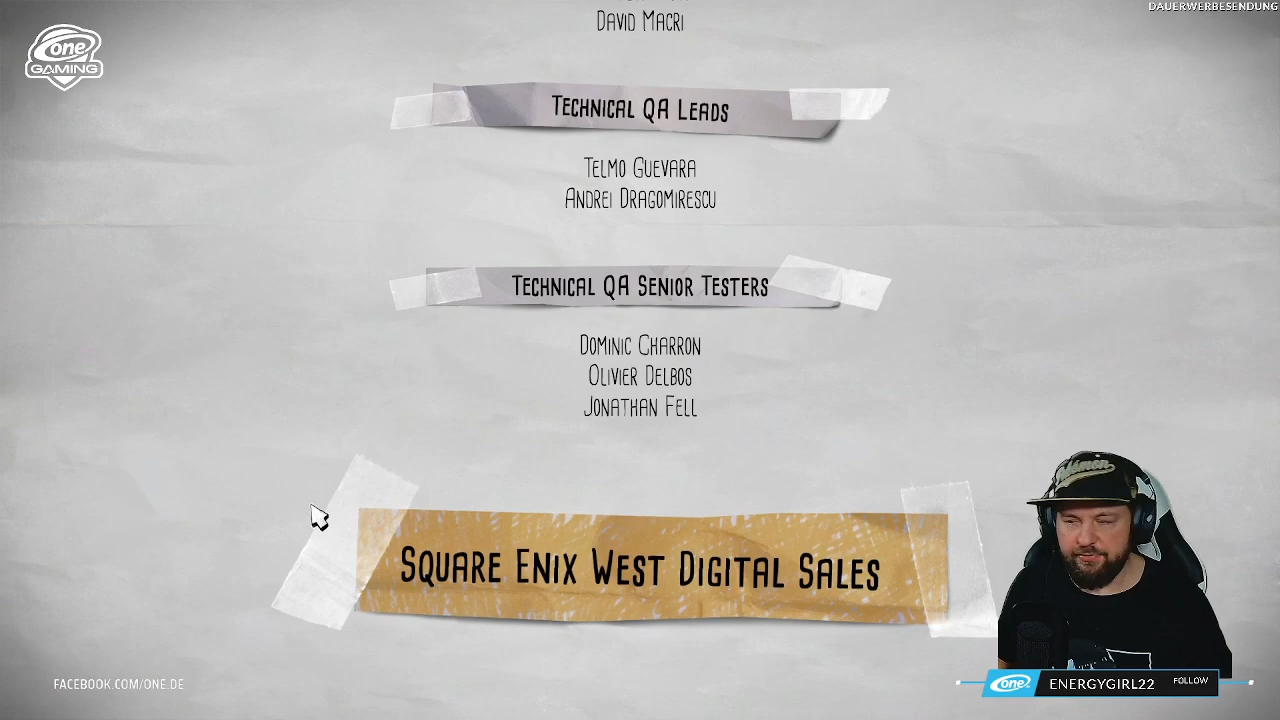 DAUERWERBESENDUNG
David Macri
one
GAMING
Technical QA Leads
Telmo Guevara
Andrei Dragomirescu
Technical QA Senior Testers
Dominic Charron
Olivier Delbos
Jonathan Fell
Pokémon
Square Enix West Digital Sales
FACEBOOK.COM/ONE.DE
one
ENERGYGIRL22
FOLLOW